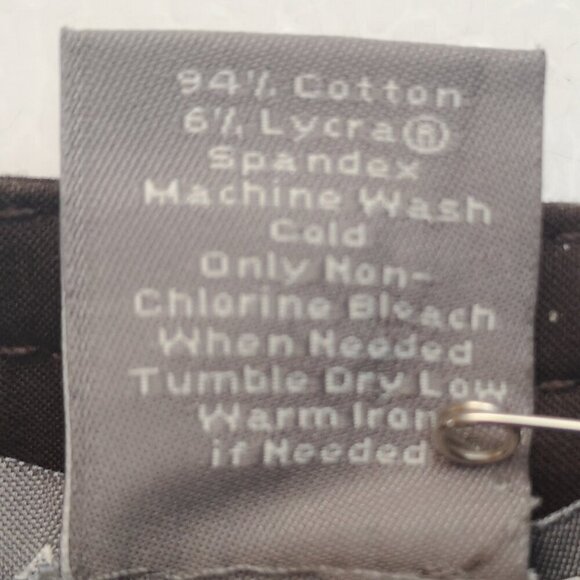 94% Cotton
6% Lycra®
Spandex
Machine Wash
Cold
Only Non-
Chlorine Bleach
When Needed
Tumble Dry Low
Warm Iron
if Needed